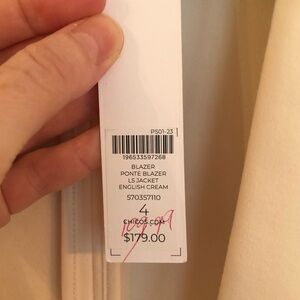 PS01-23
196533597268
BLAZER
PONTE BLAZER
LS JACKET
ENGLISH CREAM
570357110
4
CHICOS.COM
$179.00